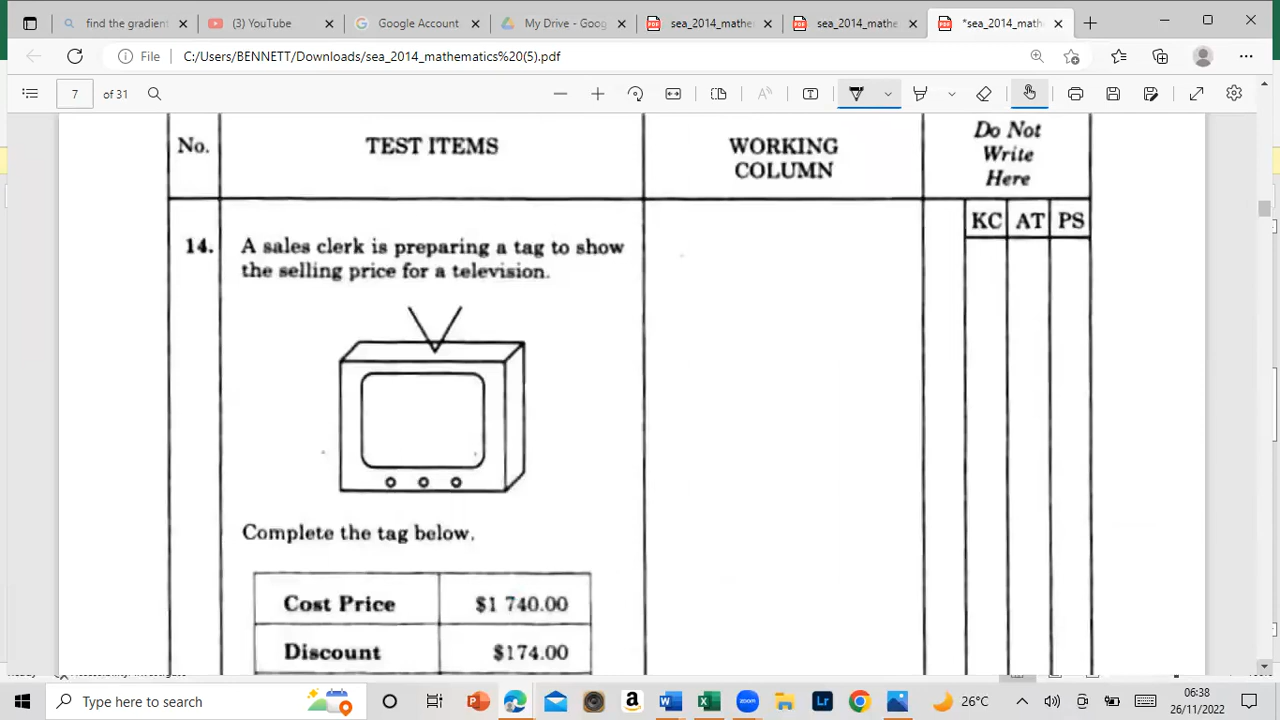 find the gradient
(3) YouTube
Google Account
My Drive - Goog
sea_2014_mathe
sea_2014_mathe
*sea_2014_math
File
C:/Users/BENNETT/Downloads/sea_2014_mathematics%20(5).pdf
7 of 31
No.
TEST ITEMS
WORKING
COLUMN
Do Not
Write
Here
KC AT PS
14. A sales clerk is preparing a tag to show
the selling price for a television.
Complete the tag below.
Cost Price $1 740.00
Discount $174.00
Type here to search
26°C
06:38
26/11/2022